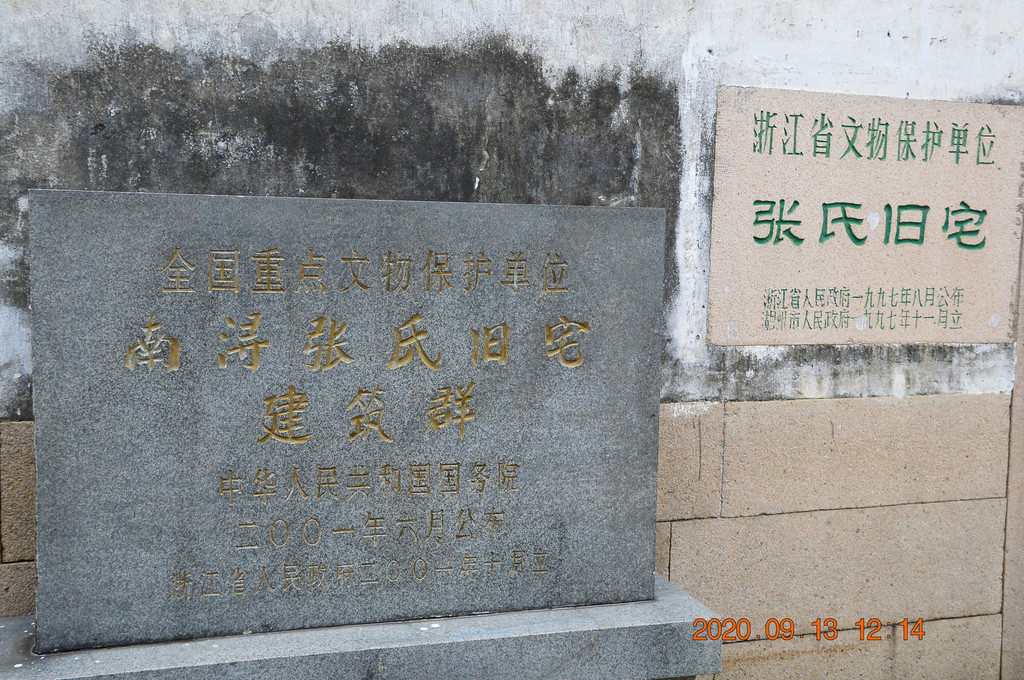 全国重点文物保护单位
南浔张氏旧宅
建筑群
中华人民共和国国务院
二〇〇一年六月公布
浙江省人民政府二〇〇一年十月立
浙江省文物保护单位
张氏旧宅
浙江省人民政府一九九七年八月公布
湖州市人民政府一九九七年十一月立
2020.09.13 12:14